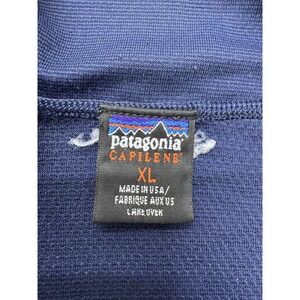 patagonia
CAPILENE
XL
MADE IN USA/
FABRIQUE AUX US